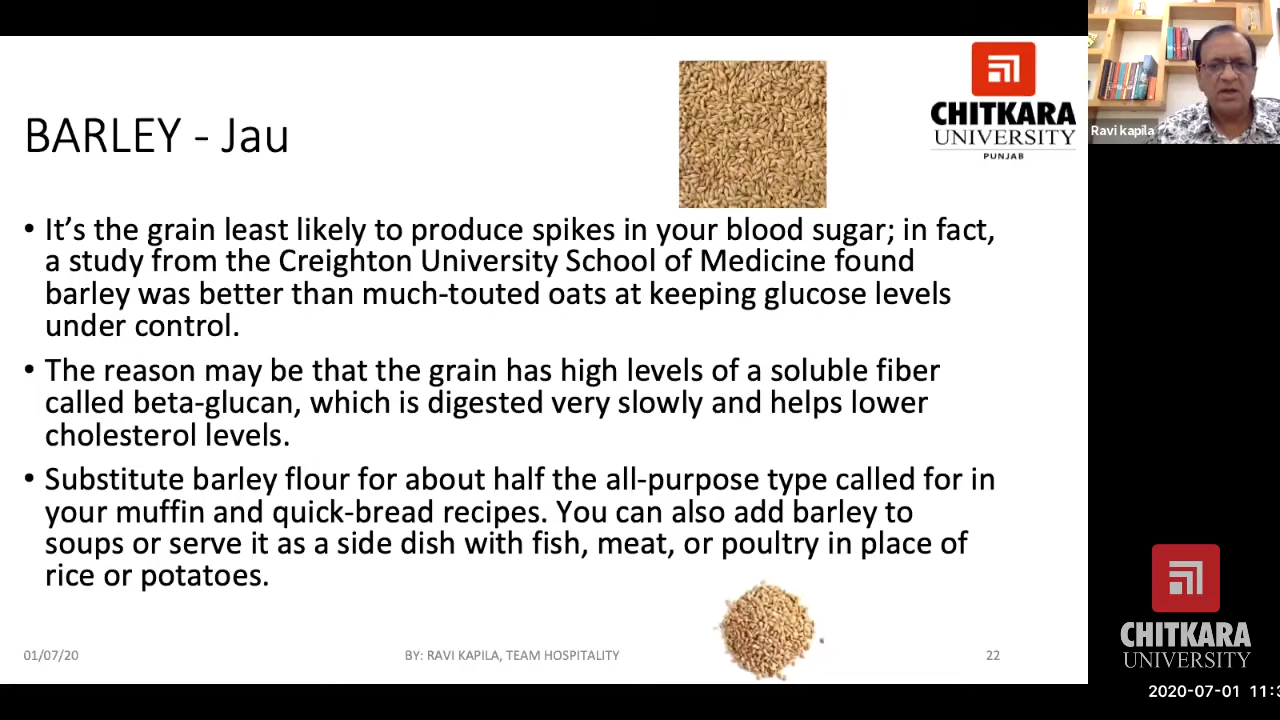 BARLEY - Jau
CHITKARA
UNIVERSITY
PUNJAB
Ravi kapila
• It’s the grain least likely to produce spikes in your blood sugar; in fact,
a study from the Creighton University School of Medicine found
barley was better than much-touted oats at keeping glucose levels
under control.
• The reason may be that the grain has high levels of a soluble fiber
called beta-glucan, which is digested very slowly and helps lower
cholesterol levels.
• Substitute barley flour for about half the all-purpose type called for in
your muffin and quick-bread recipes. You can also add barley to
soups or serve it as a side dish with fish, meat, or poultry in place of
rice or potatoes.
01/07/20
BY: RAVI KAPILA, TEAM HOSPITALITY
22
CHITKARA
UNIVERSITY
2020-07-01